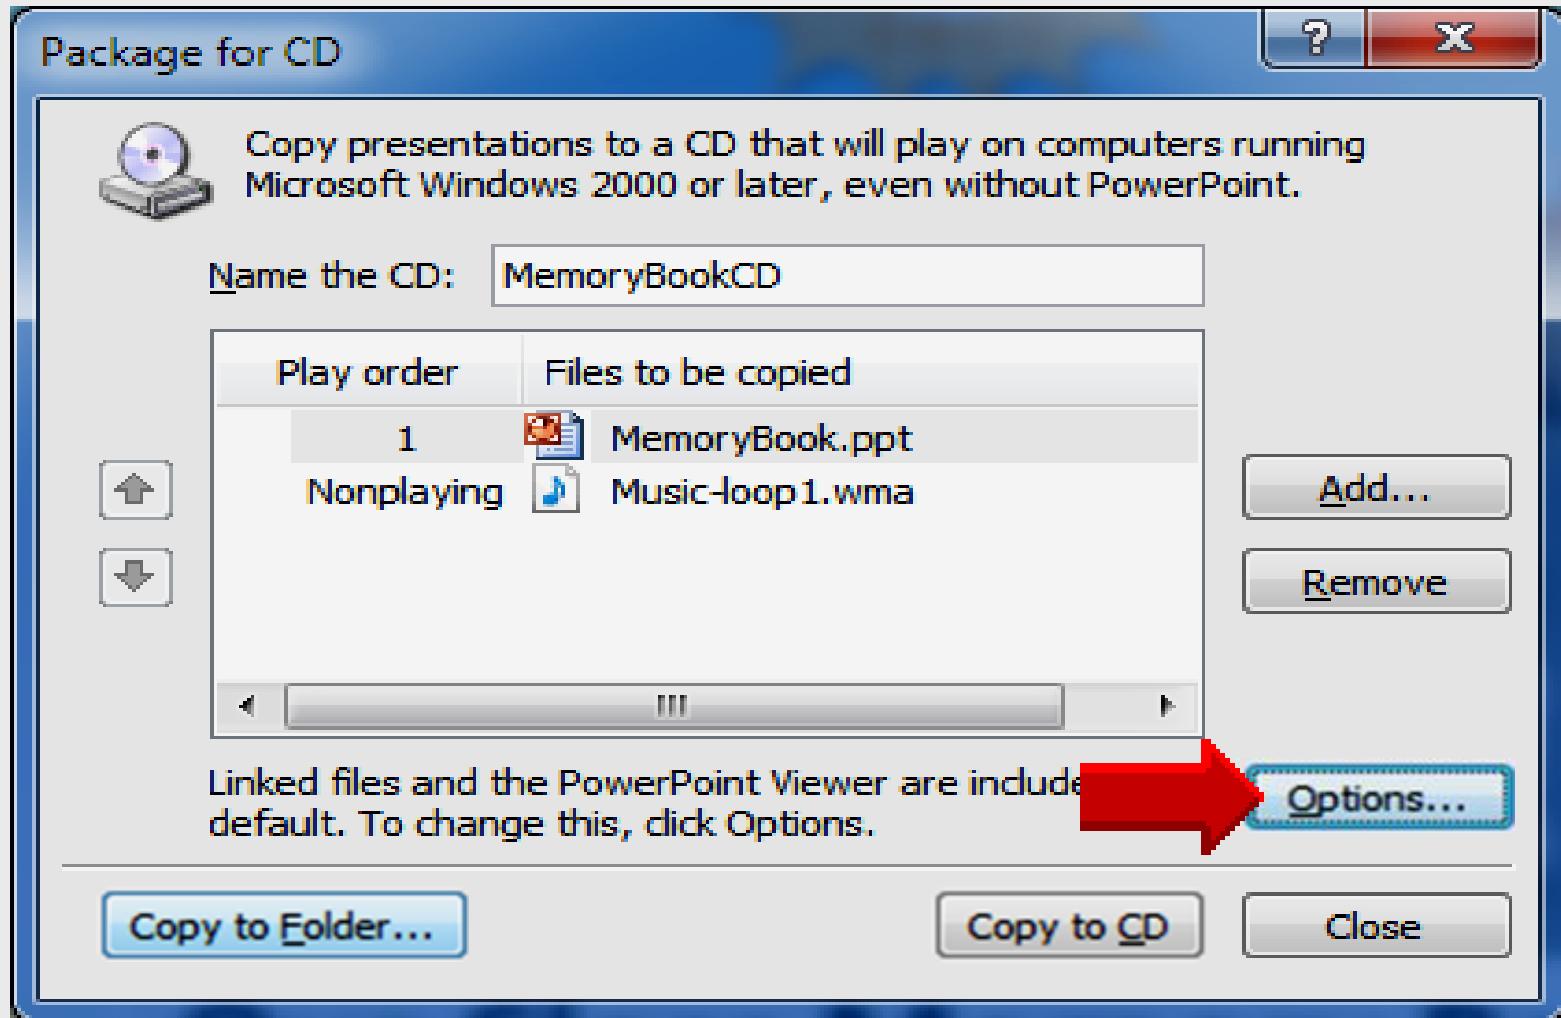 Package for CD
Copy presentations to a CD that will play on computers running
Microsoft Windows 2000 or later, even without PowerPoint.
Name the CD: MemoryBookCD
Play order Files to be copied
1 MemoryBook.ppt
Nonplaying Music-loop1.wma
Add...
Remove
Linked files and the PowerPoint Viewer are include
default. To change this, click Options.
Options...
Copy to Folder... Copy to CD Close